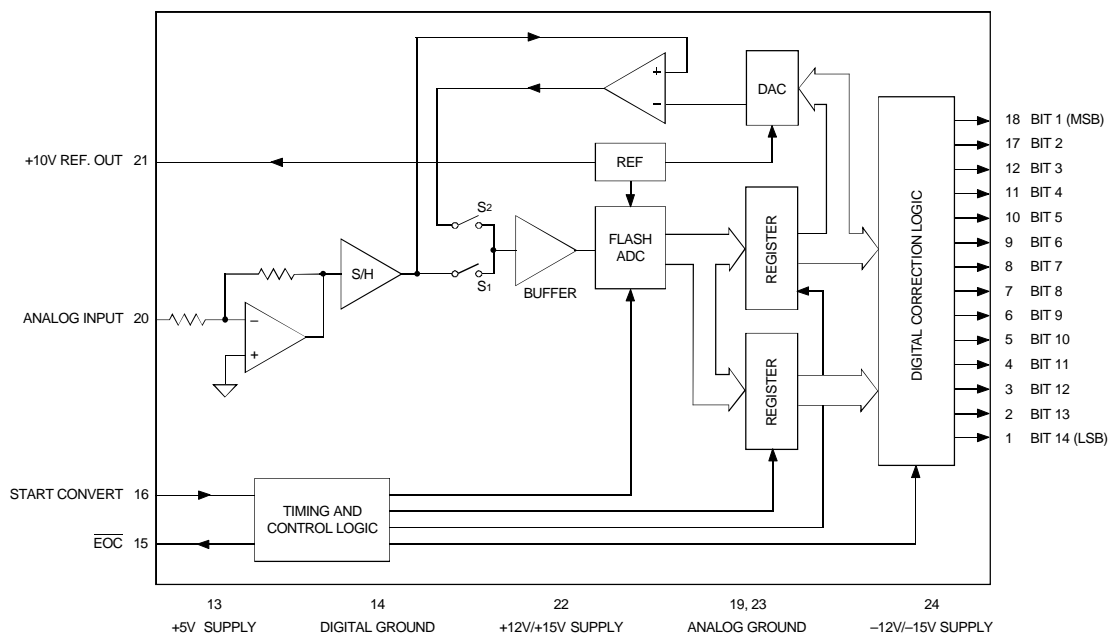 +
−
DAC
18 BIT 1 (MSB)
17 BIT 2
12 BIT 3
11 BIT 4
10 BIT 5
9 BIT 6
8 BIT 7
7 BIT 8
6 BIT 9
5 BIT 10
4 BIT 11
3 BIT 12
2 BIT 13
1 BIT 14 (LSB)
+10V REF. OUT 21
REF
S2
S1
BUFFER
FLASH
ADC
REGISTER
REGISTER
DIGITAL CORRECTION LOGIC
S/H
ANALOG INPUT 20
−
+
START CONVERT 16
TIMING AND
CONTROL LOGIC
EOC 15
13
+5V SUPPLY
14
DIGITAL GROUND
22
+12V/+15V SUPPLY
19, 23
ANALOG GROUND
24
–12V/–15V SUPPLY